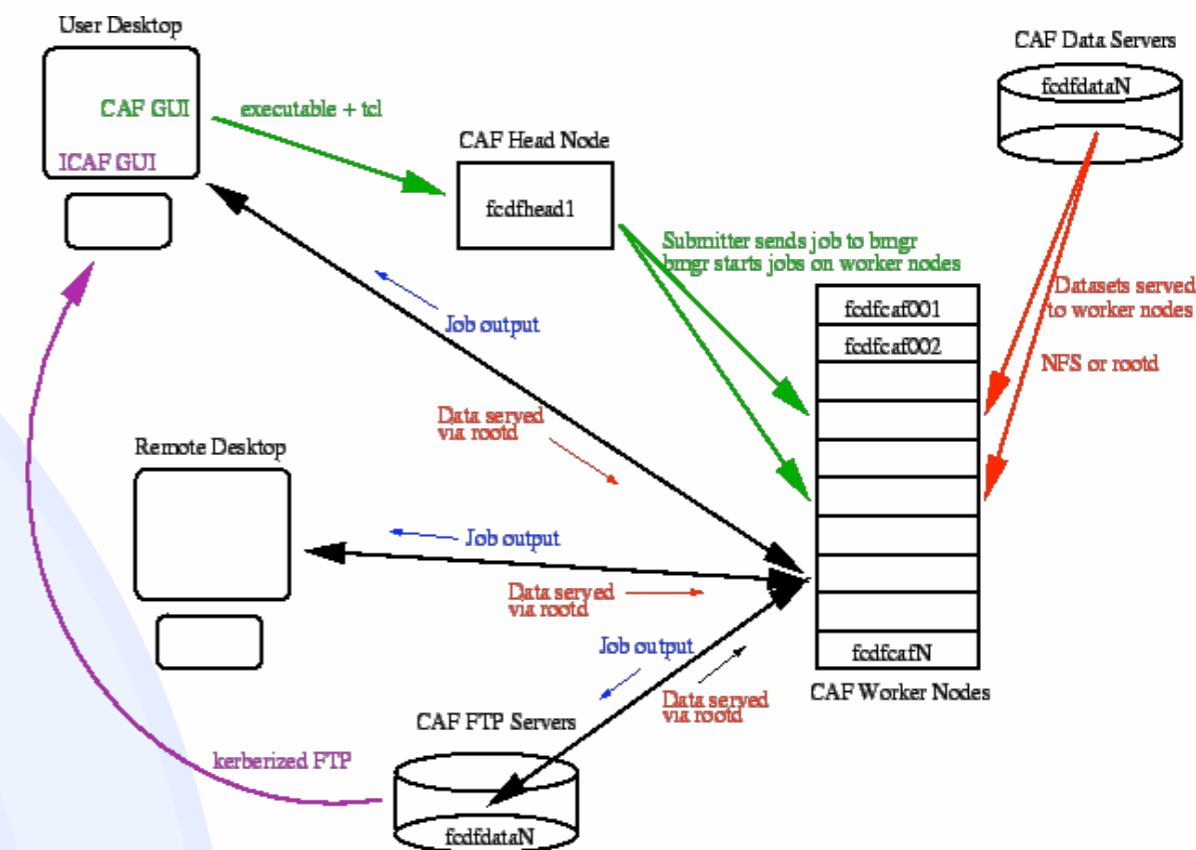 User Desktop
CAF GUI
ICAF GUI
executable + tcl
CAF Head Node
fcdfhead1
CAF Data Servers
fcdfdataN
Submitter sends job to bmgr
bmgr starts jobs on worker nodes
Datasets served
to worker nodes
NFS or rootd
fcdfcaf001
fcdfcaf002
fcdfcafN
CAF Worker Nodes
Job output
Data served
via rootd
Remote Desktop
Job output
Data served
via rootd
Job output
Data served
via rootd
CAF FTP Servers
kerberized FTP
fcdfdataN